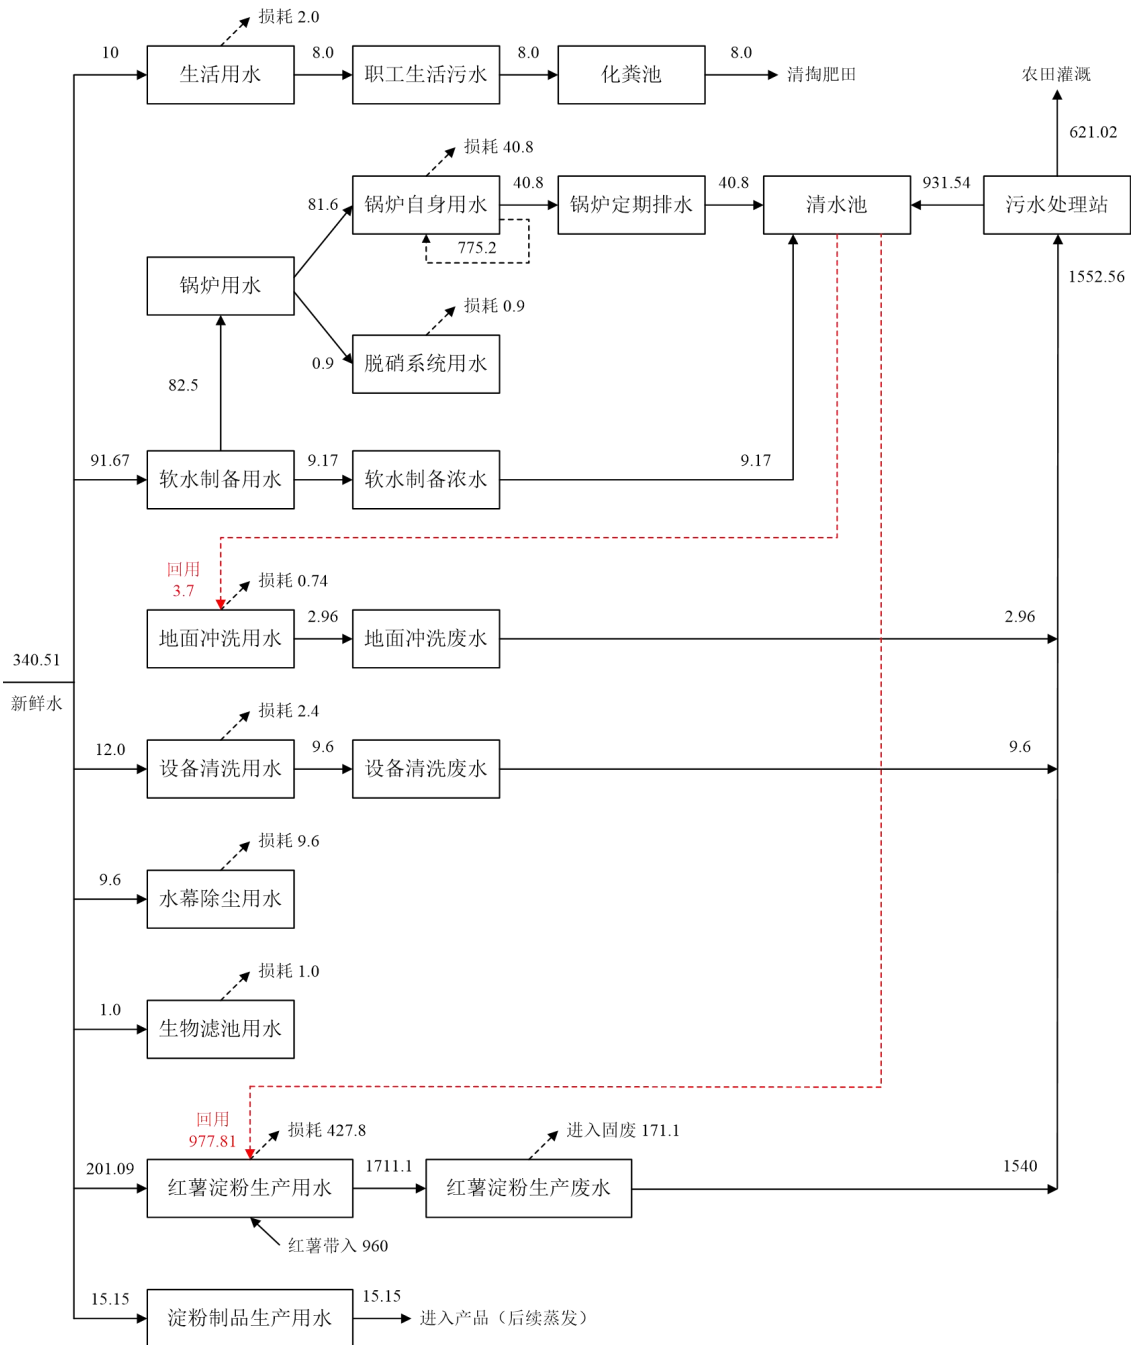 损耗 2.0
10
生活用水
8.0
职工生活污水
8.0
化粪池
8.0
清掏肥田
农田灌溉
621.02
损耗 40.8
81.6
锅炉自身用水
40.8
锅炉定期排水
40.8
清水池
931.54
污水处理站
775.2
1552.56
锅炉用水
损耗 0.9
0.9
脱硝系统用水
82.5
91.67
软水制备用水
9.17
软水制备浓水
9.17
回用
3.7
损耗 0.74
地面冲洗用水
2.96
地面冲洗废水
2.96
340.51
新鲜水
损耗 2.4
12.0
设备清洗用水
9.6
设备清洗废水
9.6
损耗 9.6
9.6
水幕除尘用水
损耗 1.0
1.0
生物滤池用水
回用
977.81
损耗 427.8
进入固废 171.1
201.09
红薯淀粉生产用水
1711.1
红薯淀粉生产废水
1540
红薯带入 960
15.15
淀粉制品生产用水
15.15
进入产品（后续蒸发）